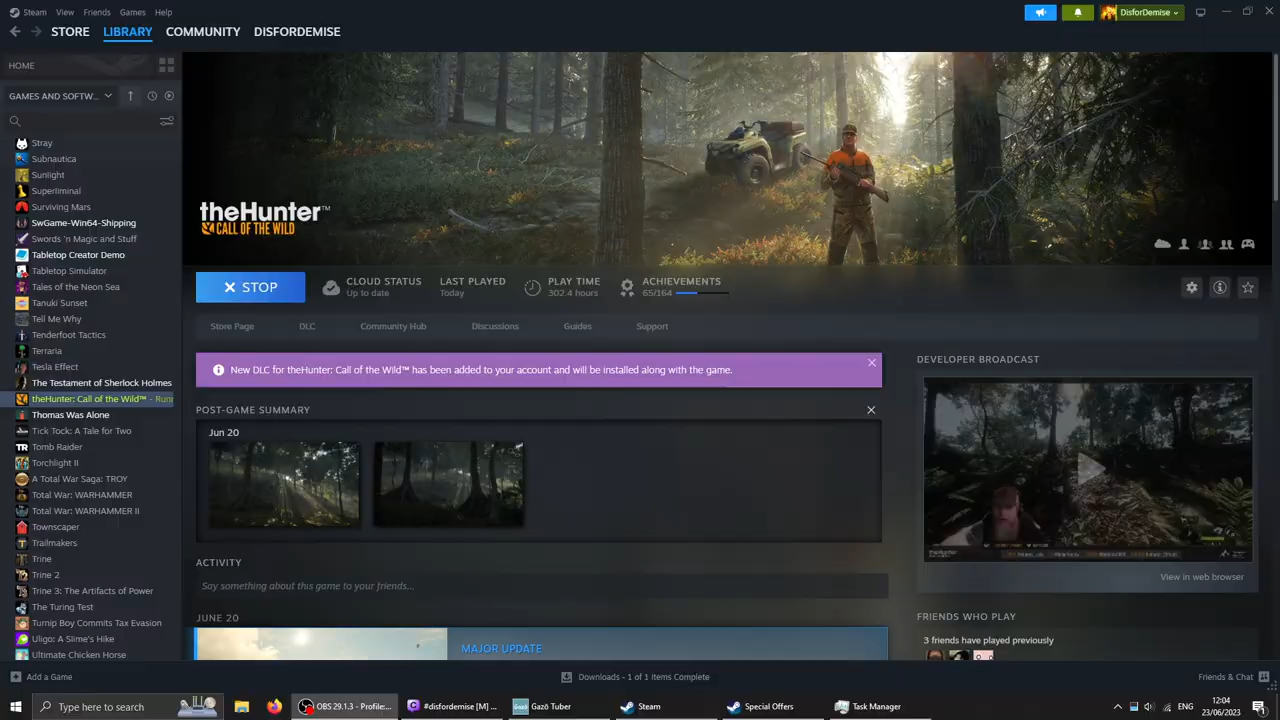 Steam View Friends Games Help
DisforDemise
STORE LIBRARY COMMUNITY DISFORDEMISE
HOME
GAMES AND SOFTW...
Stray
Subnautica
Sunlight
Superliminal
Surviving Mars
SwGame-Win64-Shipping
Swords 'n Magic and Stuff
Tabletop Creator Demo
Tabletop Simulator
Tales of the Neon Sea
Tanuki Sunset
Tell Me Why
Tenderfoot Tactics
Terraria
Tesla Effect
The Testament of Sherlock Holmes
theHunter: Call of the Wild™ - Runn
Thomas Was Alone
Tick Tock: A Tale for Two
Tomb Raider
Torchlight II
A Total War Saga: TROY
Total War: WARHAMMER
Total War: WARHAMMER II
Townscaper
Trailmakers
Trine
Trine 2
Trine 3: The Artifacts of Power
The Turing Test
Turnip Boy Commits Tax Evasion
Uligo: A Slime's Hike
Ultimate Chicken Horse
theHunter™
CALL OF THE WILD™
STOP
CLOUD STATUS
Up to date
LAST PLAYED
Today
PLAY TIME
302.4 hours
ACHIEVEMENTS
65/164
Store Page DLC Community Hub Discussions Guides Support
New DLC for theHunter: Call of the Wild™ has been added to your account and will be installed along with the game.
POST-GAME SUMMARY
Jun 20
ACTIVITY
Say something about this game to your friends...
JUNE 20
MAJOR UPDATE
DEVELOPER BROADCAST
theHunter
View in web browser
FRIENDS WHO PLAY
3 friends have played previously
Add a Game
Downloads - 1 of 1 Items Complete
Friends & Chat
Type here to search
OBS 29.1.3 - Profile:...
#disfordemise [M] ...
Gazo
Gazō Tuber
Steam
Special Offers
Task Manager
ENG
12:04
23/06/2023